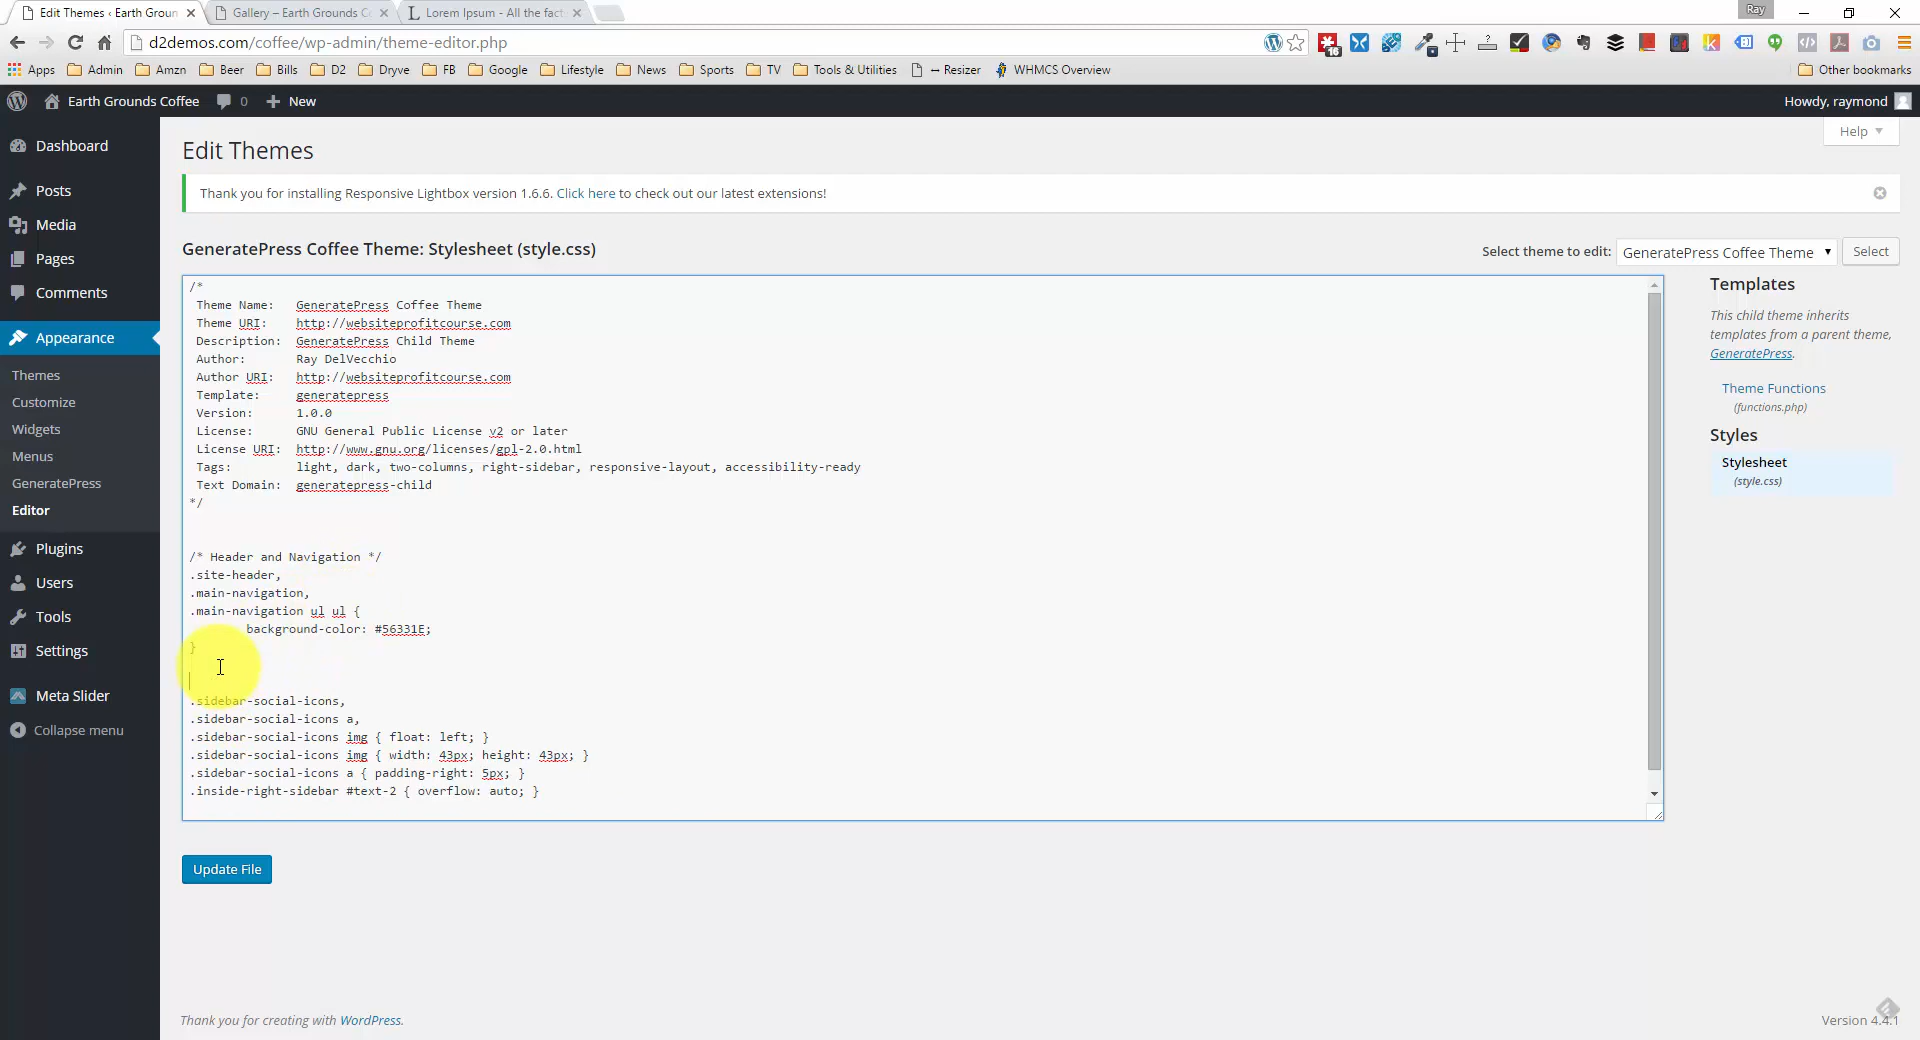 Edit Themes ‹ Earth Groun
Gallery – Earth Grounds C
Lorem Ipsum - All the fact
Ray
d2demos.com/coffee/wp-admin/theme-editor.php
16
Apps
Admin
Amzn
Beer
Bills
D2
Dryve
FB
Google
Lifestyle
News
Sports
TV
Tools & Utilities
↔ Resizer
WHMCS Overview
Other bookmarks
Earth Grounds Coffee
0
New
Howdy, raymond
Help
Dashboard
Posts
Media
Pages
Comments
Appearance
Themes
Customize
Widgets
Menus
GeneratePress
Editor
Plugins
Users
Tools
Settings
Meta Slider
Collapse menu
Edit Themes
Thank you for installing Responsive Lightbox version 1.6.6. Click here to check out our latest extensions!
GeneratePress Coffee Theme: Stylesheet (style.css)
Select theme to edit: GeneratePress Coffee Theme Select
/*
Theme Name: GeneratePress Coffee Theme
Theme URI: http://websiteprofitcourse.com
Description: GeneratePress Child Theme
Author: Ray DelVecchio
Author URI: http://websiteprofitcourse.com
Template: generatepress
Version: 1.0.0
License: GNU General Public License v2 or later
License URI: http://www.gnu.org/licenses/gpl-2.0.html
Tags: light, dark, two-columns, right-sidebar, responsive-layout, accessibility-ready
Text Domain: generatepress-child
*/
/* Header and Navigation */
.site-header,
.main-navigation,
.main-navigation ul ul {
background-color: #56331E;
}
.sidebar-social-icons,
.sidebar-social-icons a,
.sidebar-social-icons img { float: left; }
.sidebar-social-icons img { width: 43px; height: 43px; }
.sidebar-social-icons a { padding-right: 5px; }
.inside-right-sidebar #text-2 { overflow: auto; }
Templates
This child theme inherits
templates from a parent theme,
GeneratePress.
Theme Functions
(functions.php)
Styles
Stylesheet
(style.css)
Update File
Thank you for creating with WordPress.
Version 4.4.1